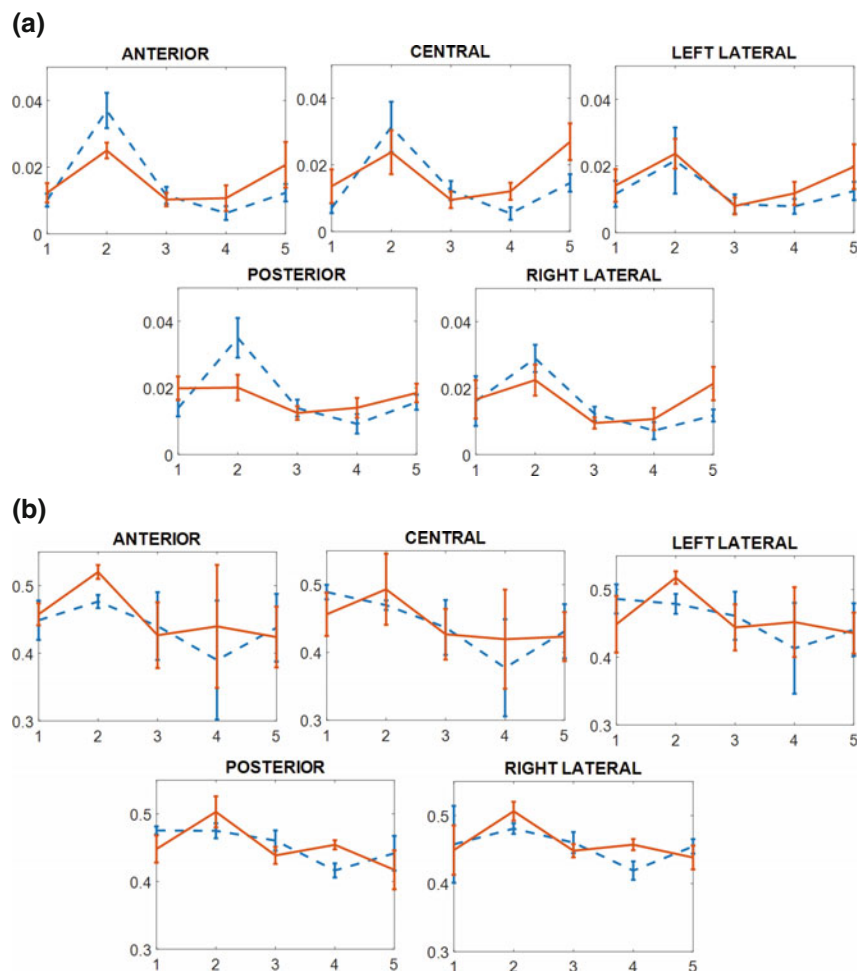 (a)
ANTERIOR CENTRAL LEFT LATERAL
0.04 0.04 0.04
0.02 0.02 0.02
0 0 0
1 2 3 4 5 1 2 3 4 5 1 2 3 4 5
POSTERIOR RIGHT LATERAL
0.04 0.04
0.02 0.02
0 0
1 2 3 4 5 1 2 3 4 5
(b)
ANTERIOR CENTRAL LEFT LATERAL
0.5 0.5 0.5
0.4 0.4 0.4
0.3 0.3 0.3
1 2 3 4 5 1 2 3 4 5 1 2 3 4 5
POSTERIOR RIGHT LATERAL
0.5 0.5
0.4 0.4
0.3 0.3
1 2 3 4 5 1 2 3 4 5